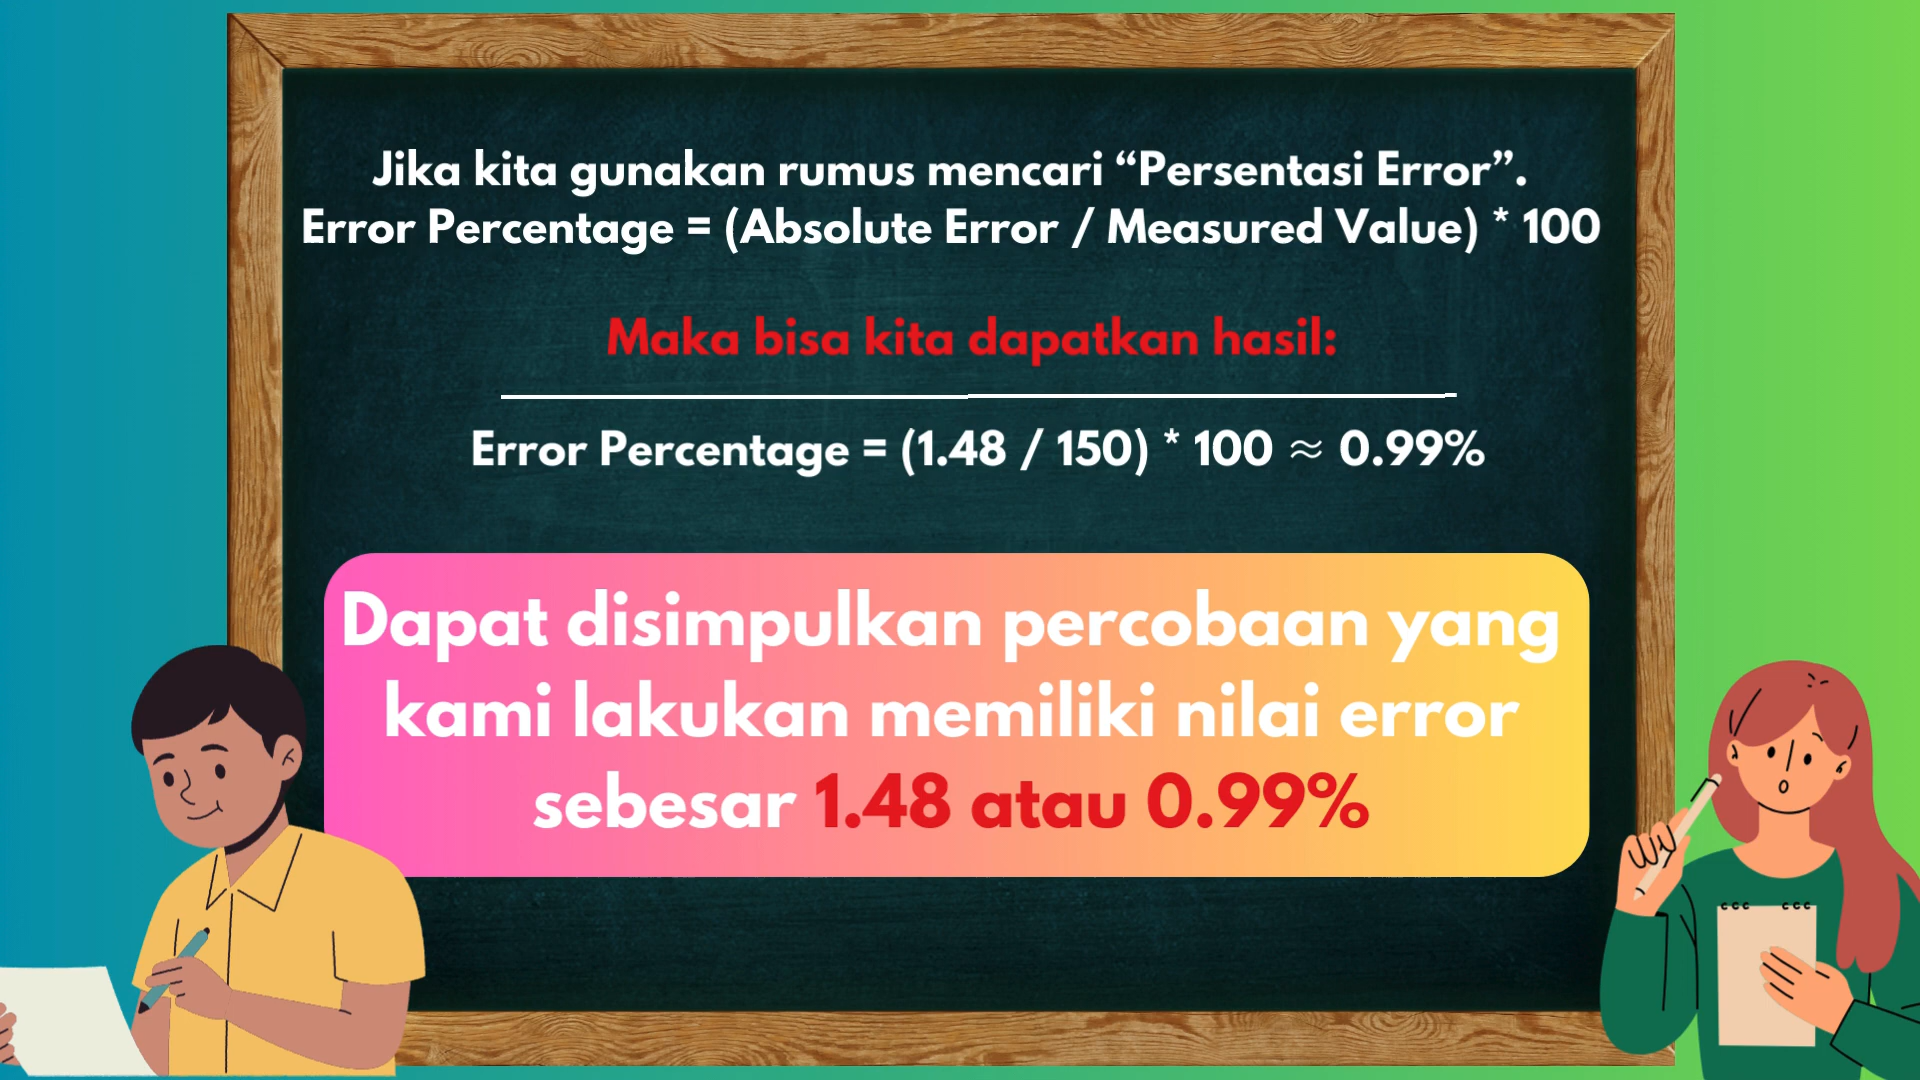 Jika kita gunakan rumus mencari “Persentasi Error”.
Error Percentage = (Absolute Error / Measured Value) * 100
Maka bisa kita dapatkan hasil:
Error Percentage = (1.48 / 150) * 100 ≈ 0.99%
Dapat disimpulkan percobaan yang
kami lakukan memiliki nilai error
sebesar 1.48 atau 0.99%